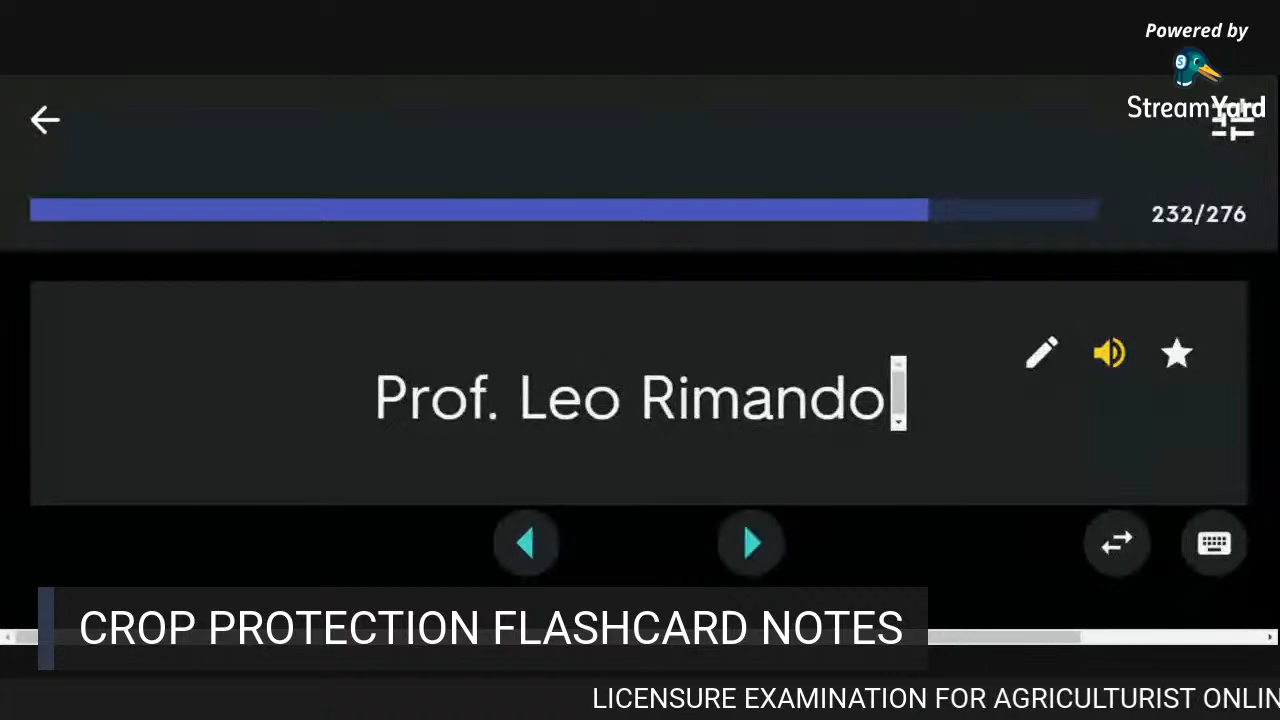 Powered by
StreamYard
232/276
Prof. Leo Rimando
CROP PROTECTION FLASHCARD NOTES
LICENSURE EXAMINATION FOR AGRICULTURIST ONLIN